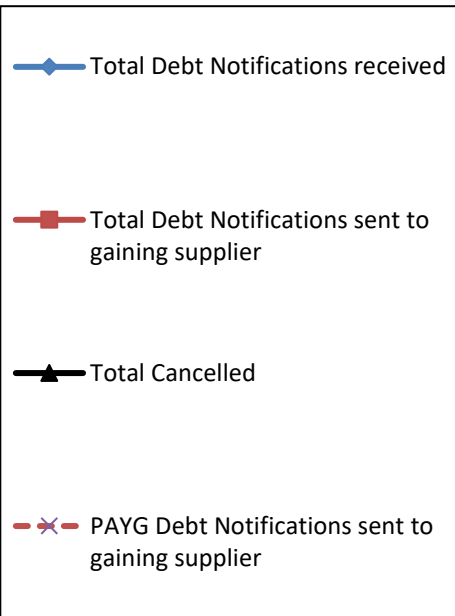 Total Debt Notifications received
Total Debt Notifications sent to
gaining supplier
Total Cancelled
PAYG Debt Notifications sent to
gaining supplier